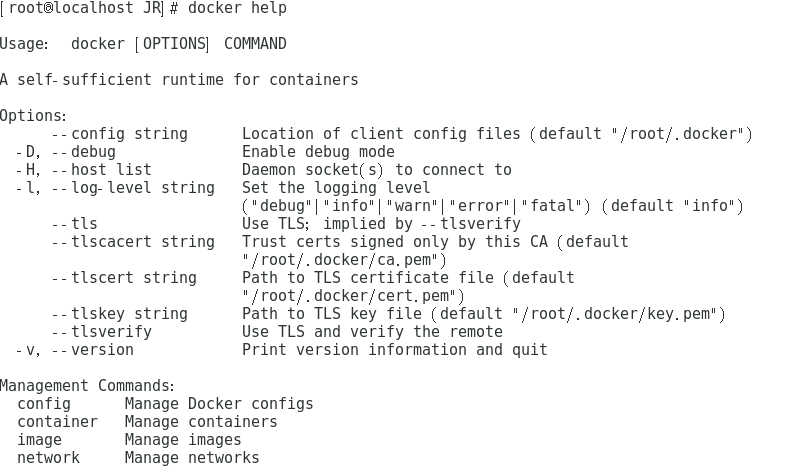 [root@localhost JR]# docker help
Usage:  docker [OPTIONS] COMMAND
A self-sufficient runtime for containers
Options:
      --config string      Location of client config files (default "/root/.docker")
  -D, --debug              Enable debug mode
  -H, --host list          Daemon socket(s) to connect to
  -l, --log-level string   Set the logging level
                           ("debug"|"info"|"warn"|"error"|"fatal") (default "info")
      --tls                Use TLS; implied by --tlsverify
      --tlscacert string   Trust certs signed only by this CA (default
                           "/root/.docker/ca.pem")
      --tlscert string     Path to TLS certificate file (default
                           "/root/.docker/cert.pem")
      --tlskey string      Path to TLS key file (default "/root/.docker/key.pem")
      --tlsverify          Use TLS and verify the remote
  -v, --version            Print version information and quit
Management Commands:
  config      Manage Docker configs
  container   Manage containers
  image       Manage images
  network     Manage networks